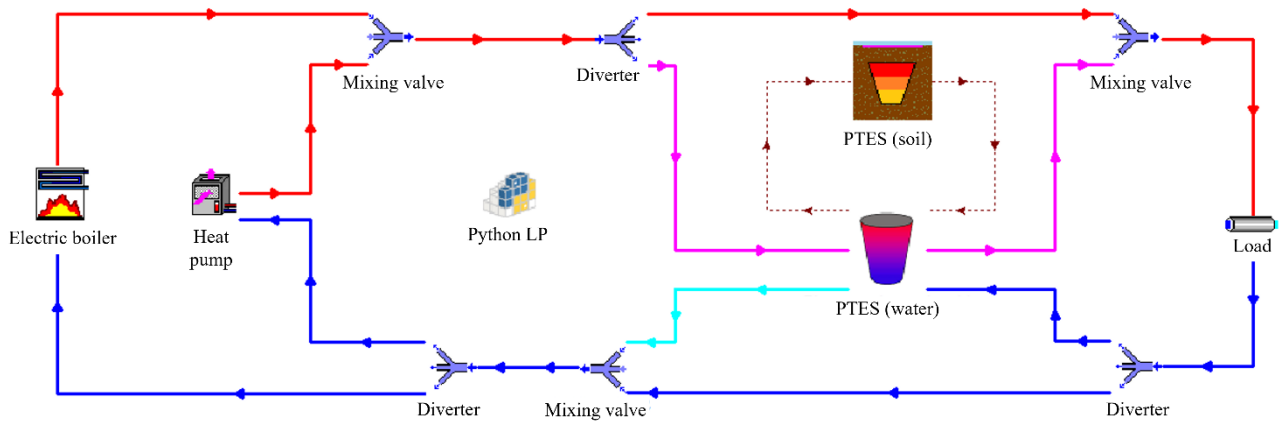 Mixing valve
Diverter
Mixing valve
PTES (soil)
Electric boiler
Heat
pump
Python LP
Load
PTES (water)
Diverter
Mixing valve
Diverter